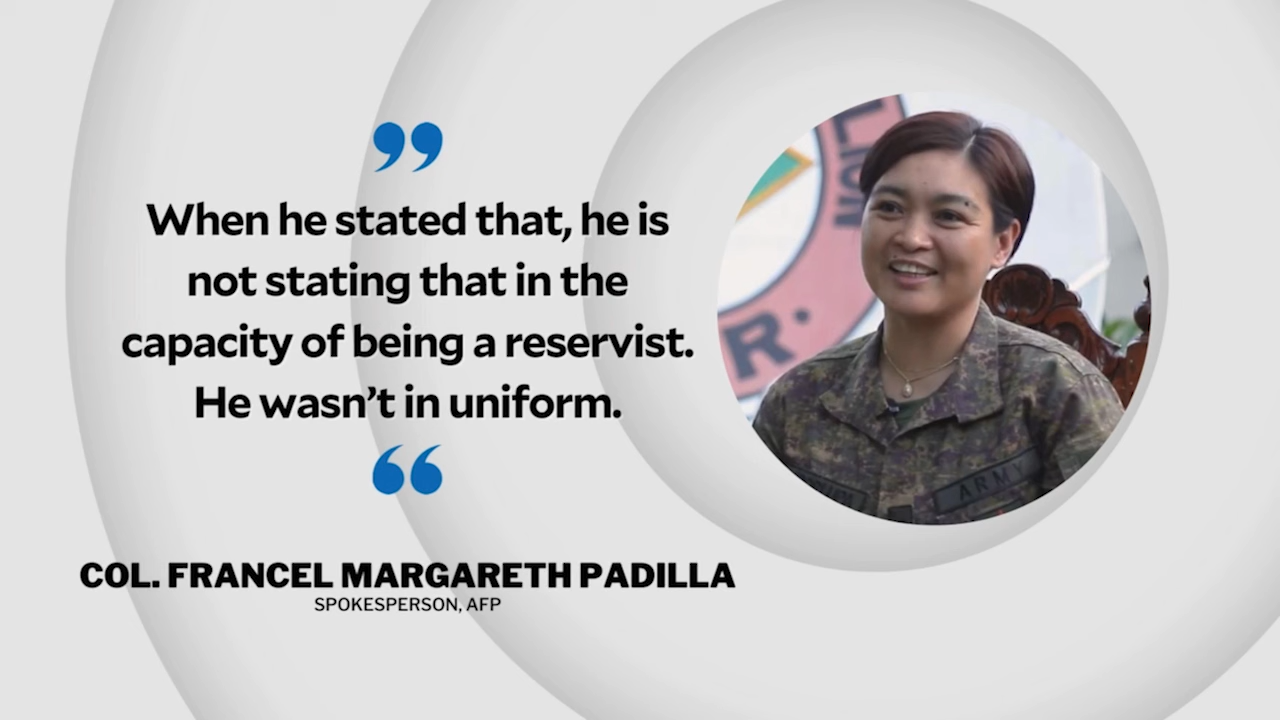 ”
When he stated that, he is
not stating that in the
capacity of being a reservist.
He wasn’t in uniform.
“
COL. FRANCEL MARGARETH PADILLA
SPOKESPERSON, AFP
R.
ARMY